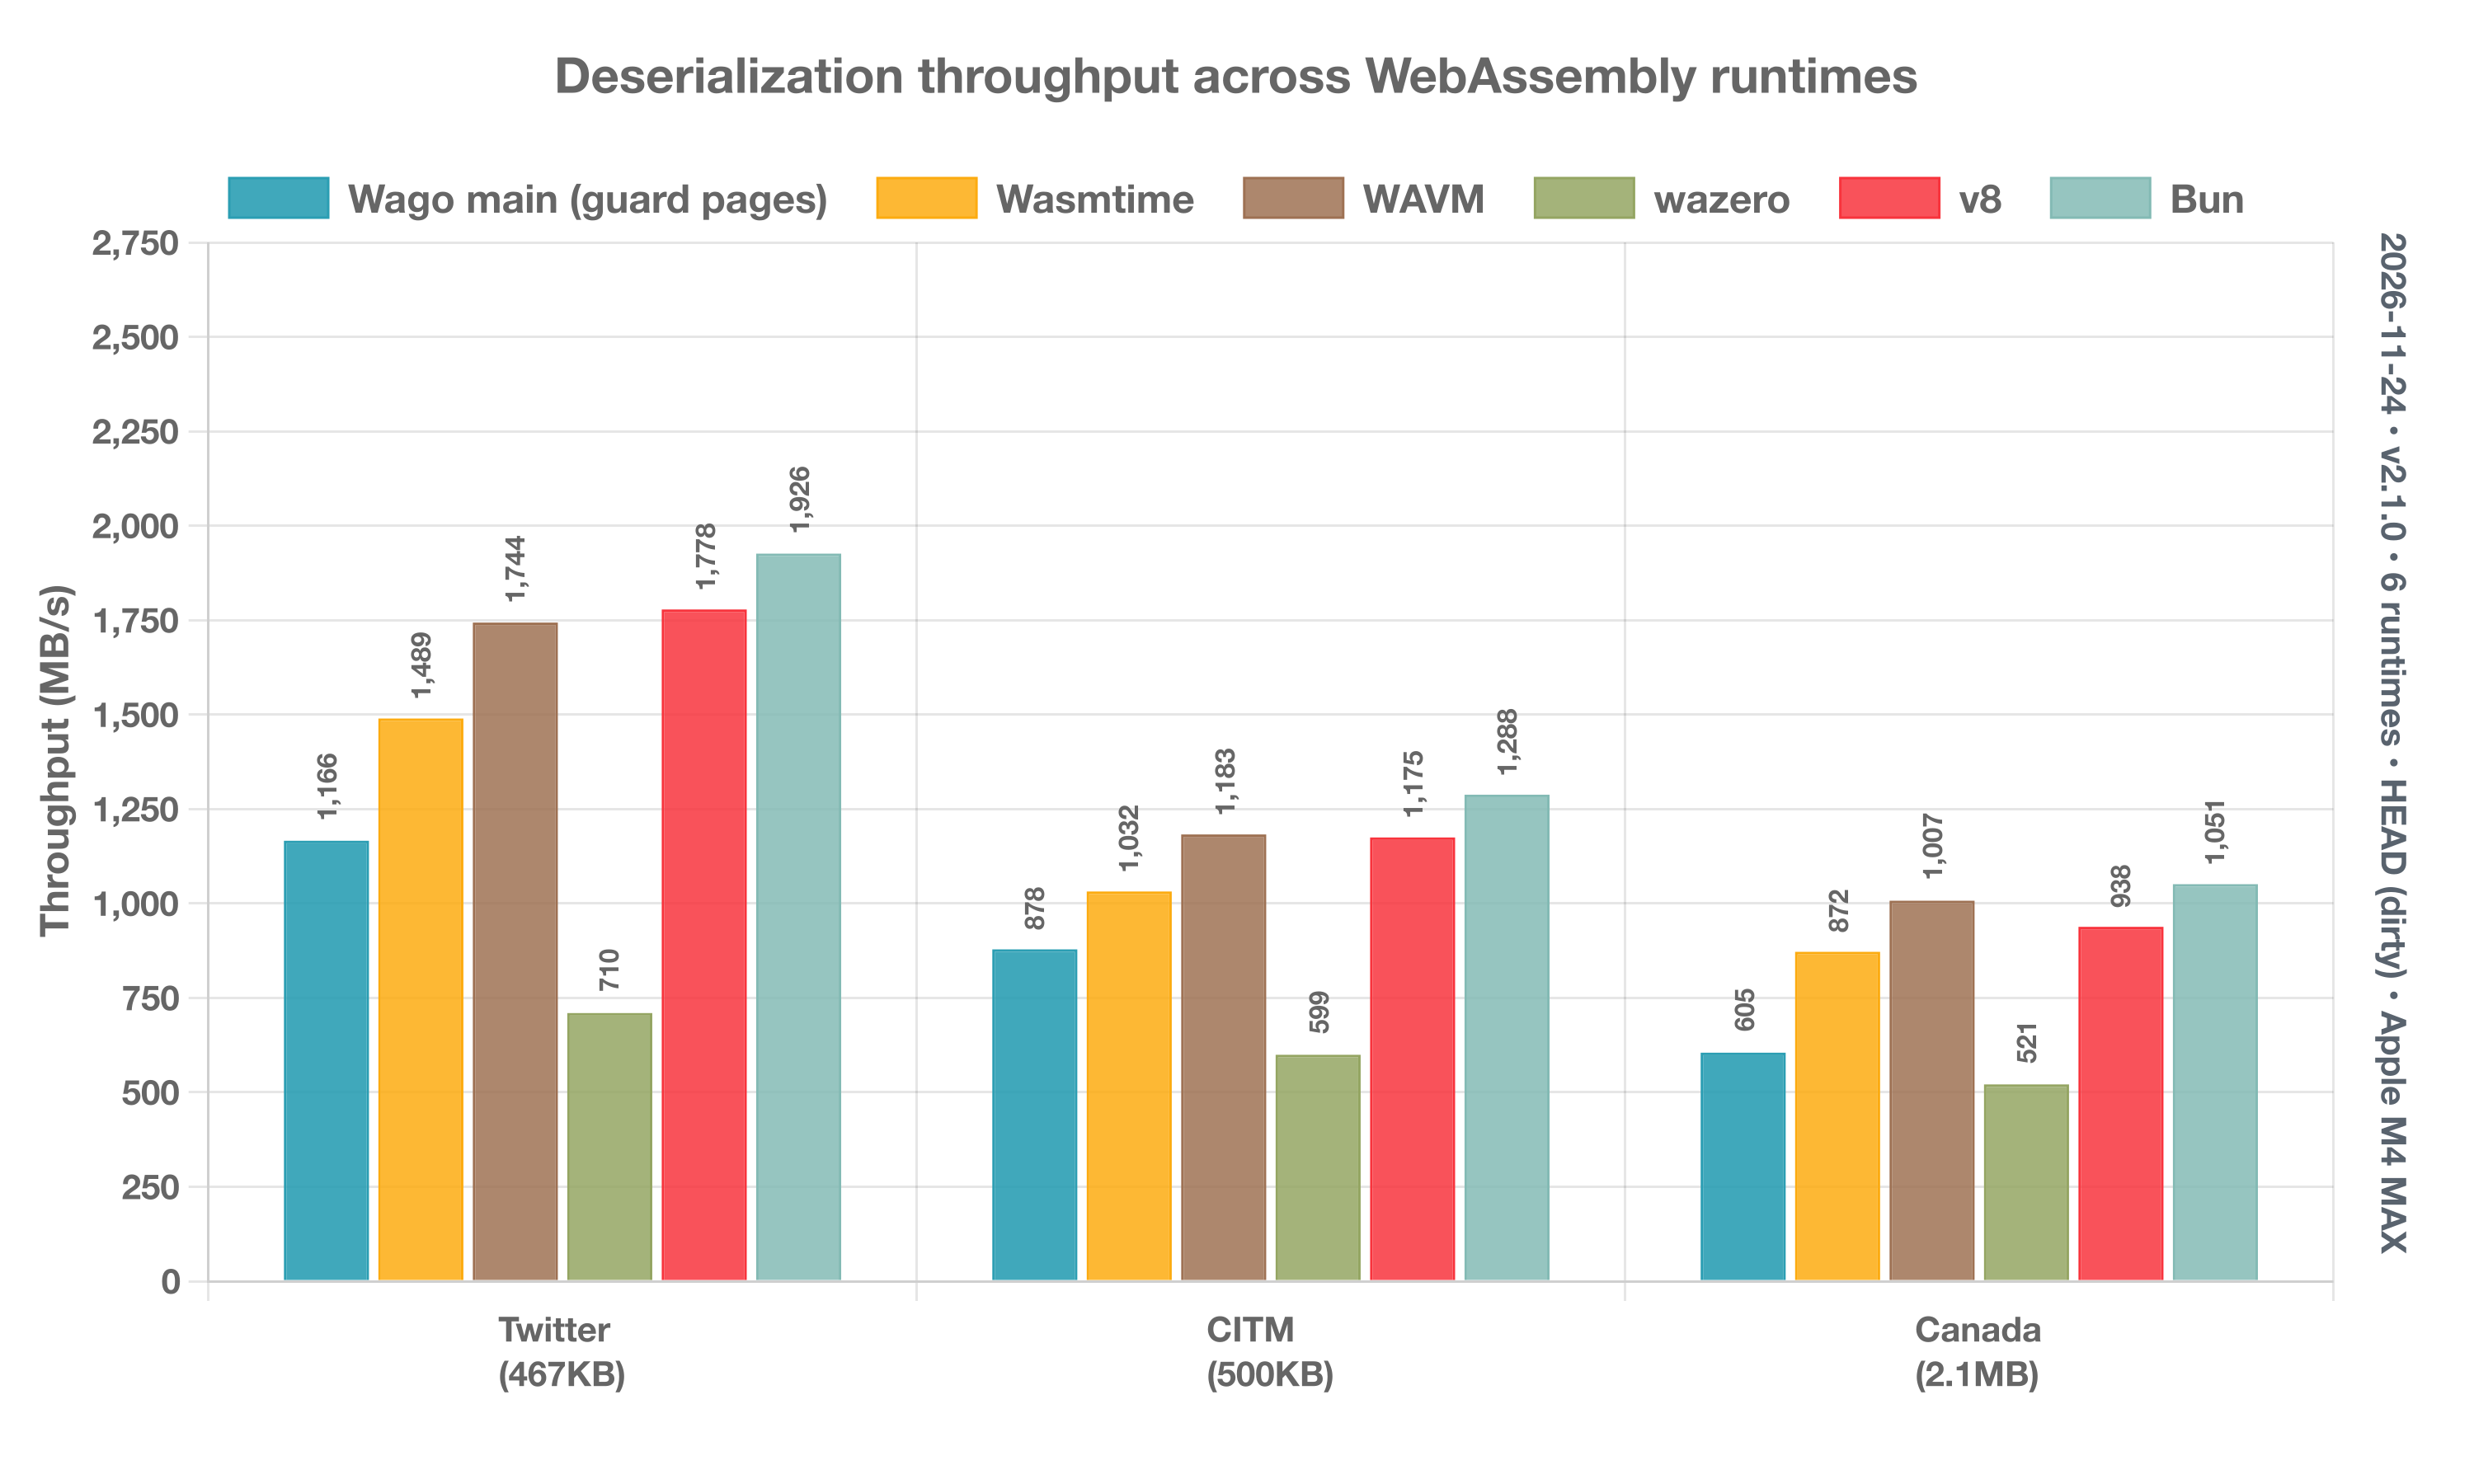 Deserialization throughput across WebAssembly runtimes
Wago main (guard pages)
Wasmtime
WAVM
wazero
v8
Bun
Throughput (MB/s)
2,750
2,500
2,250
2,000
1,750
1,500
1,250
1,000
750
500
250
0
1,166
1,489
1,744
710
1,778
1,926
878
1,032
1,183
599
1,175
1,288
605
872
1,007
521
938
1,051
Twitter
(467KB)
CITM
(500KB)
Canada
(2.1MB)
2026-11-24 • v2.1.0 • 6 runtimes • HEAD (dirty) • Apple M4 MAX